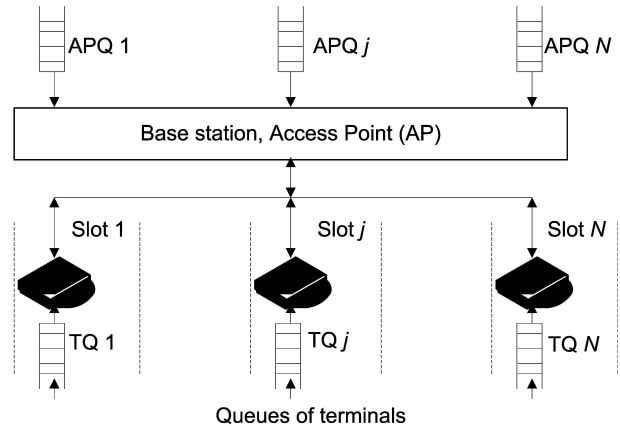 APQ 1 APQ j APQ N
Base station, Access Point (AP)
Slot 1 Slot j Slot N
TQ 1 TQ j TQ N
Queues of terminals